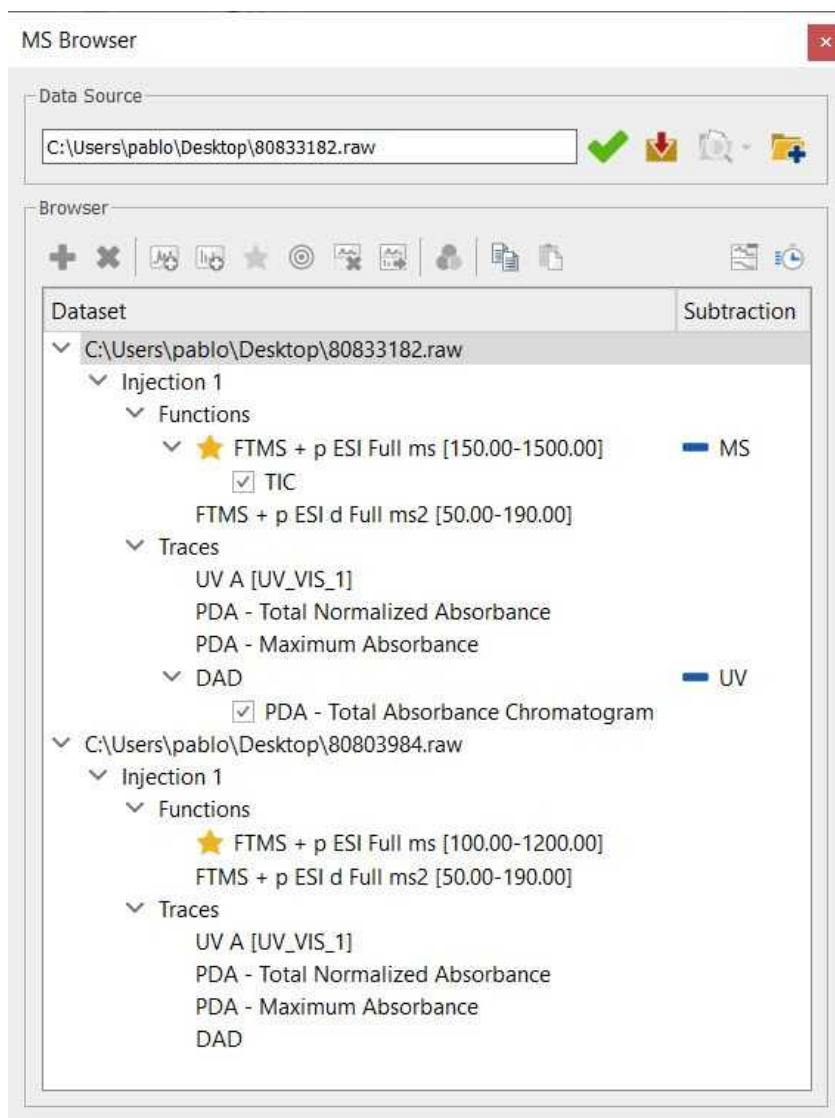 MS Browser
Data Source
C:\Users\pablo\Desktop\80833182.raw
Browser
Dataset Subtraction
C:\Users\pablo\Desktop\80833182.raw
Injection 1
Functions
FTMS + p ESI Full ms [150.00-1500.00] MS
TIC
FTMS + p ESI d Full ms2 [50.00-190.00]
Traces
UV A [UV_VIS_1]
PDA - Total Normalized Absorbance
PDA - Maximum Absorbance
DAD UV
PDA - Total Absorbance Chromatogram
C:\Users\pablo\Desktop\80803984.raw
Injection 1
Functions
FTMS + p ESI Full ms [100.00-1200.00]
FTMS + p ESI d Full ms2 [50.00-190.00]
Traces
UV A [UV_VIS_1]
PDA - Total Normalized Absorbance
PDA - Maximum Absorbance
DAD